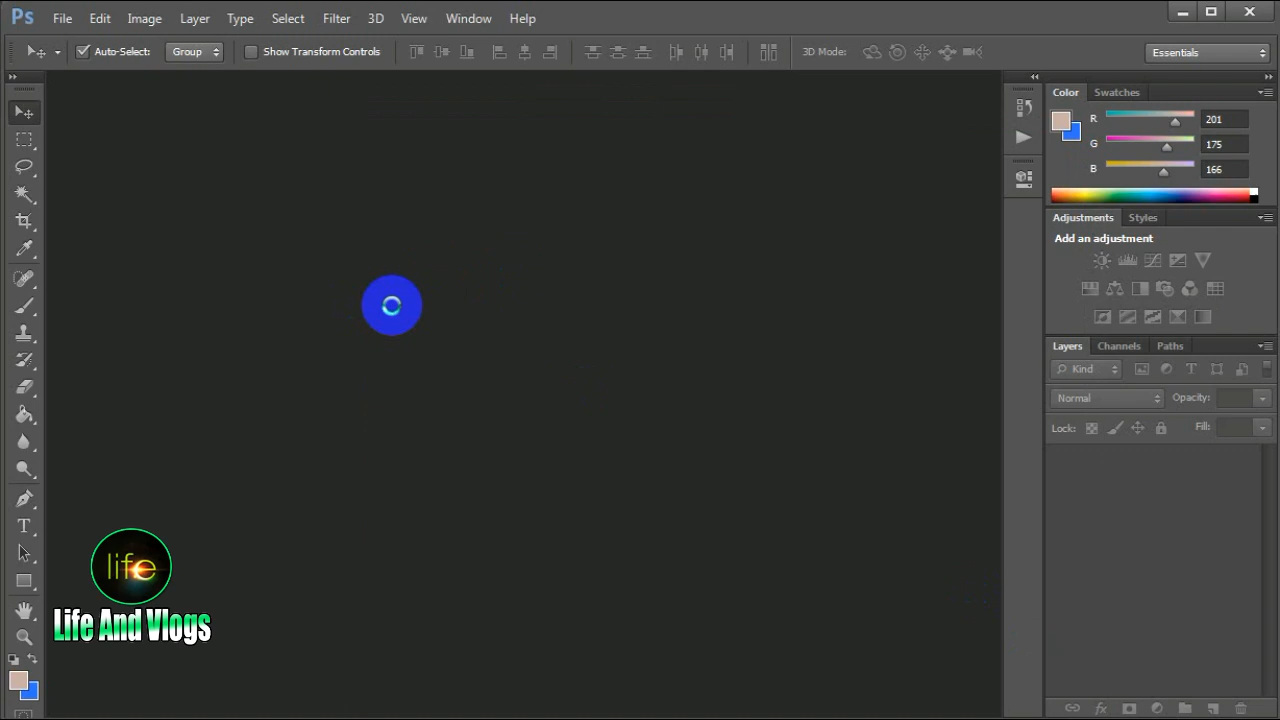 Ps File Edit Image Layer Type Select Filter 3D View Window Help
Auto-Select: Group Show Transform Controls 3D Mode: Essentials
Color Swatches
R 201
G 175
B 166
Adjustments Styles
Add an adjustment
Layers Channels Paths
Kind
Normal Opacity:
Lock: Fill:
life
Life And Vlogs